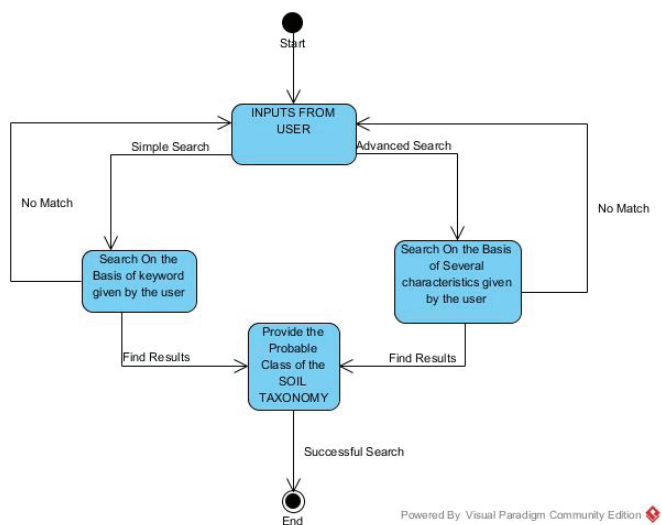 Start
INPUTS FROM
USER
Simple Search
Advanced Search
No Match
No Match
Search On the
Basis of keyword
given by the user
Search On the Basis
of Several
characteristics given
by the user
Find Results
Provide the
Probable
Class of the
SOIL
TAXONOMY
Find Results
Successful Search
End
Powered By Visual Paradigm Community Edition